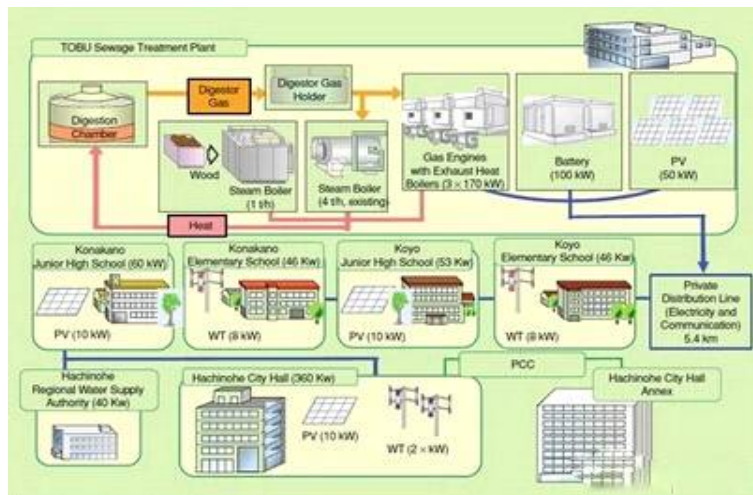 TOBU Sewage Treatment Plant
Digestor
Gas
Digestor Gas
Holder
Digestion
Chamber
Wood
Steam Boiler
(1 t/h)
Steam Boiler
(4 t/h, existing)
Gas Engines
with Exhaust Heat
Boilers (3 × 170 kW)
Battery
(100 kW)
PV
(50 kW)
Heat
Konakano
Junior High School (60 kW)
PV (10 kW)
Konakano
Elementary School (46 Kw)
WT (8 kW)
Koyo
Junior High School (53 Kw)
PV (10 kW)
Koyo
Elementary School (46 Kw)
WT (8 kW)
Private
Distribution Line
(Electricity and
Communication)
5.4 km
Hachinohe
Regional Water Supply
Authority (40 Kw)
Hachinohe City Hall (360 Kw)
PV (10 kW)
WT (2 × kW)
PCC
Hachinohe City Hall
Annex